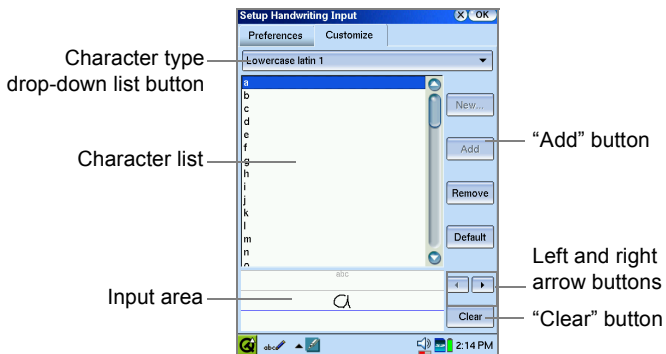 Setup Handwriting Input
OK
Preferences
Customize
Character type
drop-down list button
Lowercase latin 1
a
b
c
d
e
f
g
h
i
j
k
l
m
n
o
New...
Add
Remove
Default
"Add" button
Character list
Left and right
arrow buttons
abc
a
Input area
Clear
"Clear" button
abc
2:14 PM